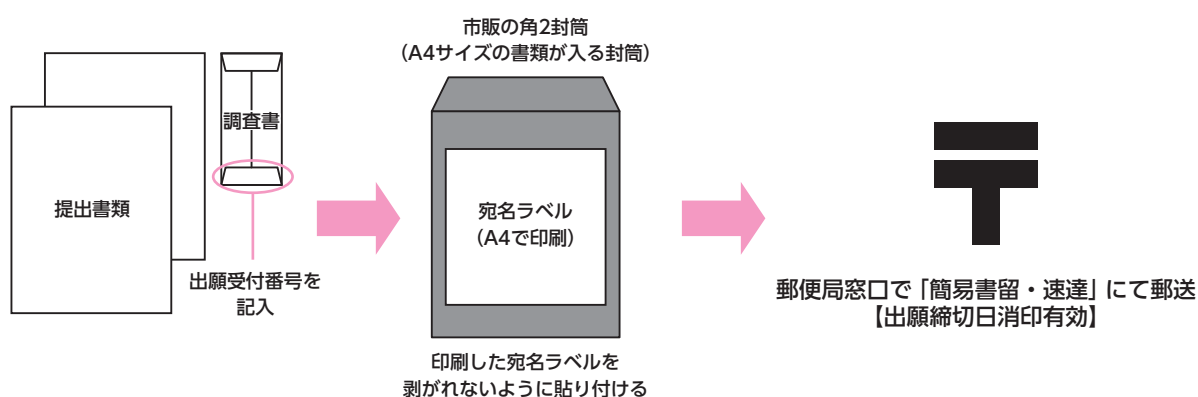 提出書類
調査書
出願受付番号を
記入
市販の角2封筒
（A4サイズの書類が入る封筒）
宛名ラベル
（A4で印刷）
印刷した宛名ラベルを
剥がれないように貼り付ける
郵便局窓口で「簡易書留・速達」にて郵送
【出願締切日消印有効】